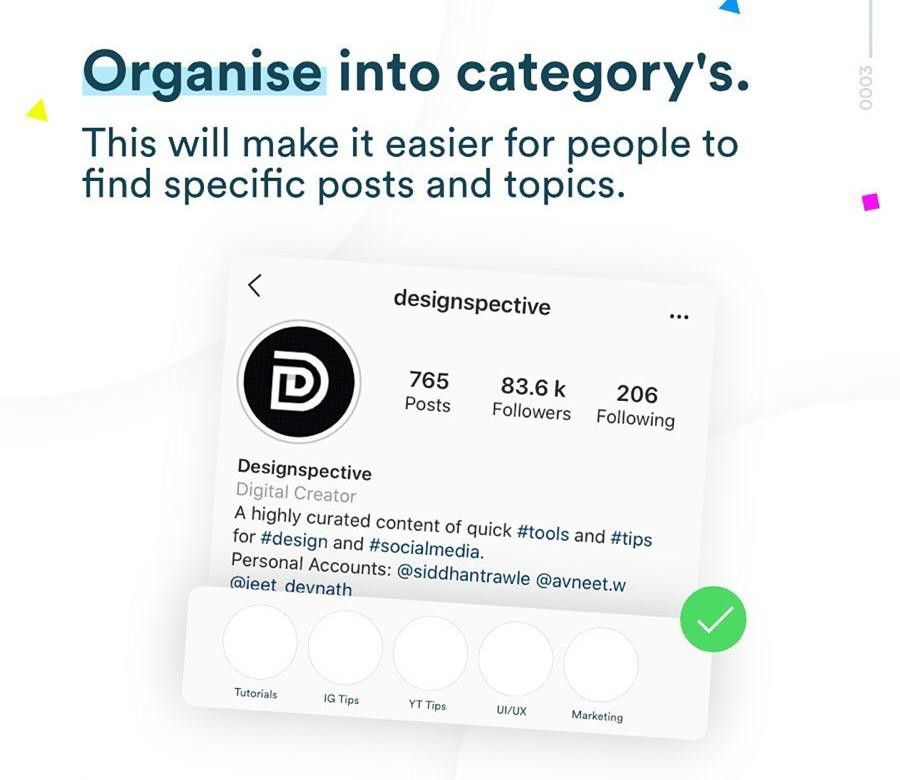 Organise into category's.
0003
This will make it easier for people to
find specific posts and topics.
designspective
765
Posts
83.6 k
Followers
206
Following
Designspective
Digital Creator
A highly curated content of quick #tools and #tips
for #design and #socialmedia.
Personal Accounts: @siddhantrawle @avneet.w
@jeet_devnath
Tutorials
IG Tips
YT Tips
UI/UX
Marketing